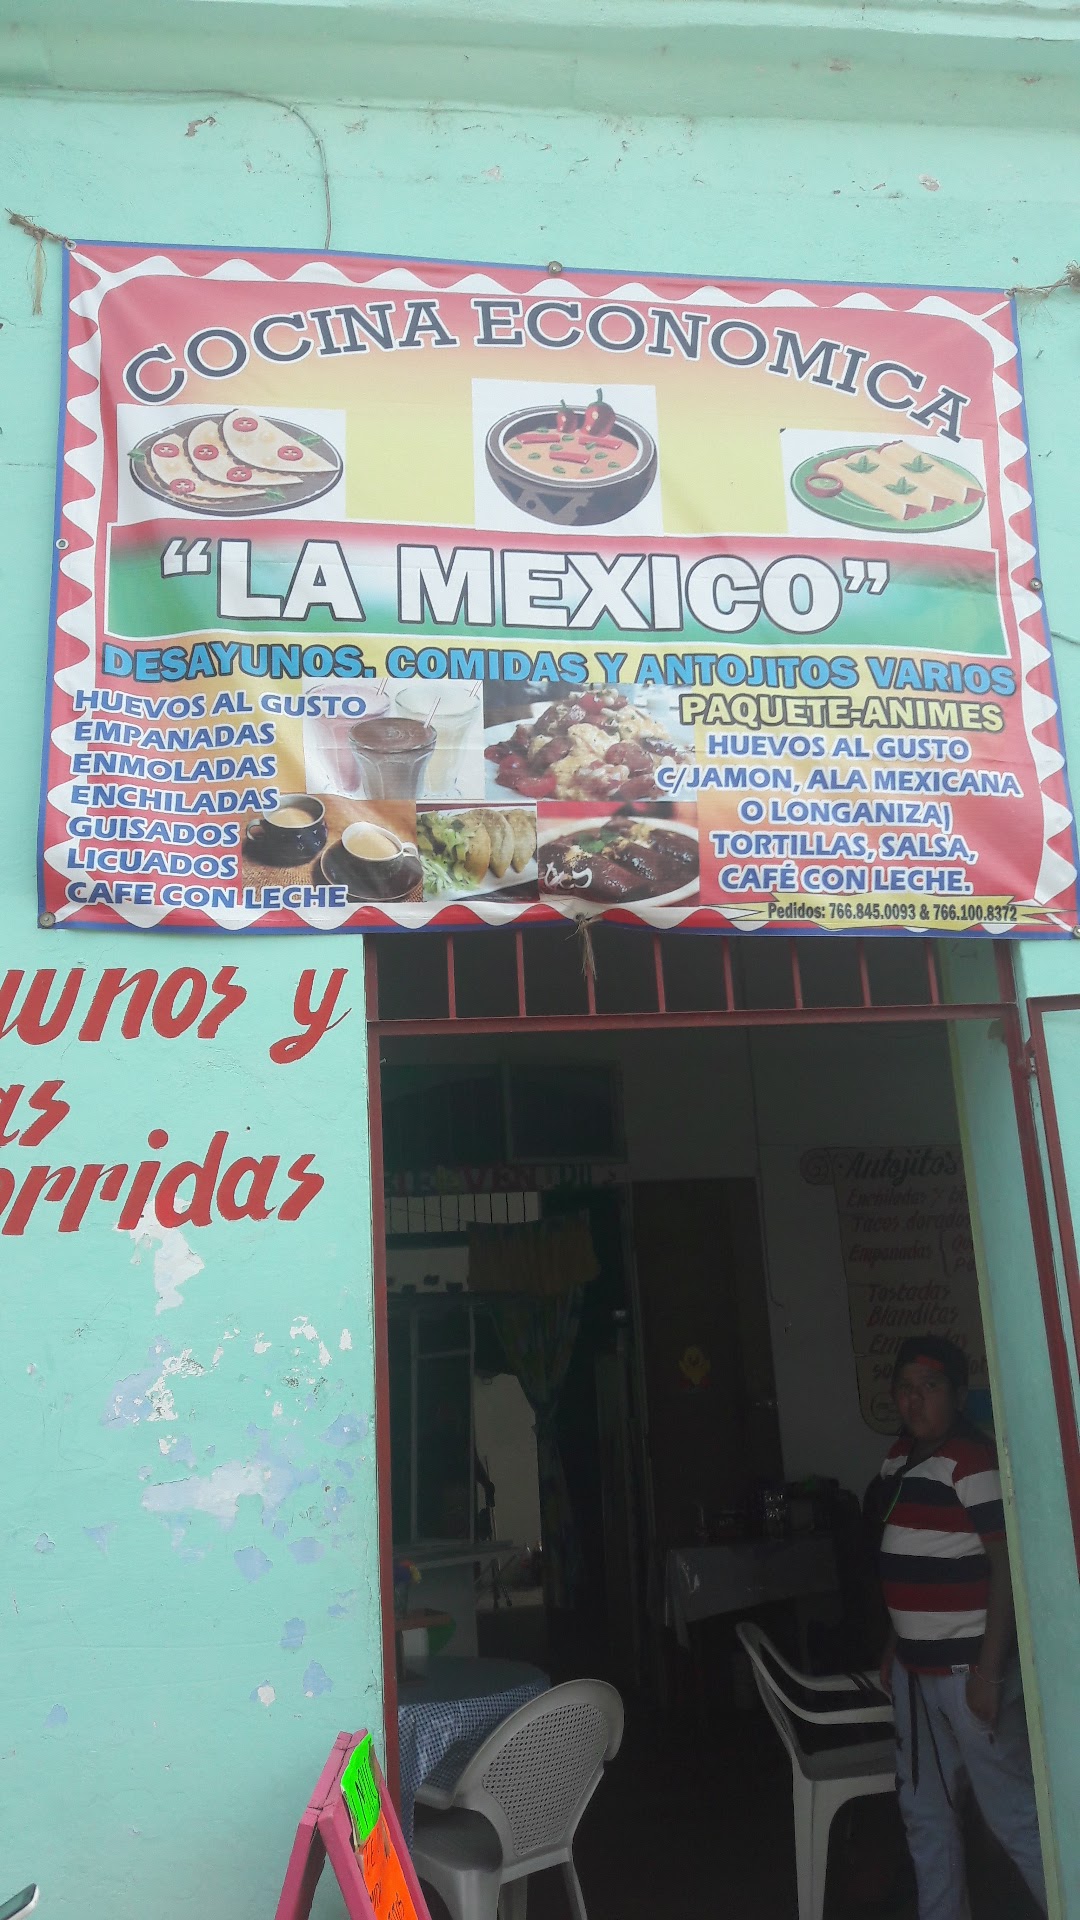 COCINA ECONOMICA
"LA MEXICO"
DESAYUNOS. COMIDAS Y ANTOJITOS VARIOS
HUEVOS AL GUSTO
EMPANADAS
ENMOLADAS
ENCHILADAS
GUISADOS
LICUADOS
CAFE CON LECHE
PAQUETE-ANIMES
HUEVOS AL GUSTO
C/JAMON, ALA MEXICANA
O LONGANIZA)
TORTILLAS, SALSA,
CAFÉ CON LECHE.
Pedidos: 766.845.0093 & 766.100.8372
unos y
as
orridas
Antojitos
Enchiladas y
Tacos dorados
Empanadas
Tostadas
Blanditas